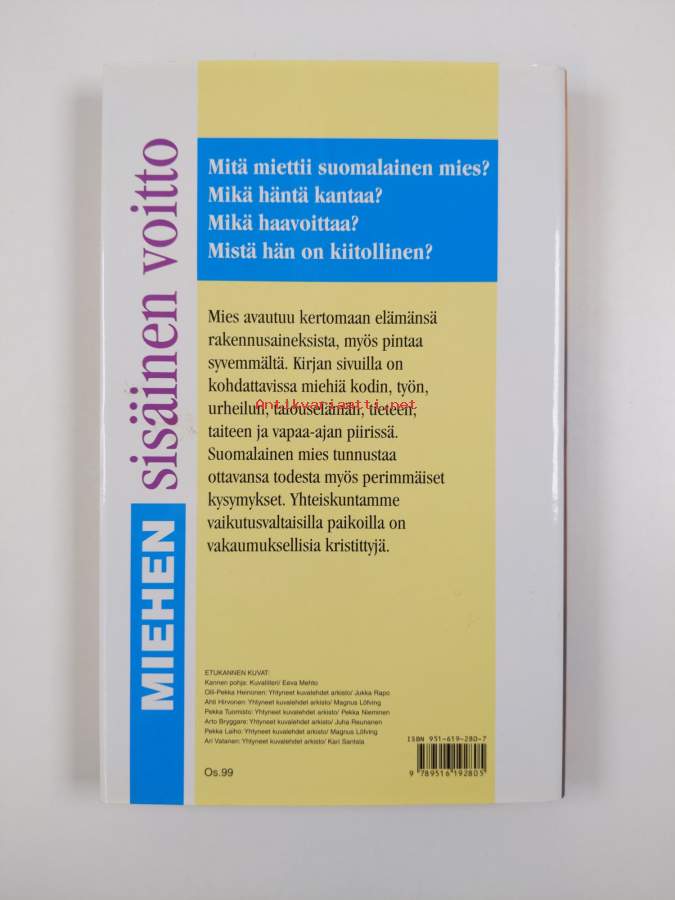 MIEHEN sisäinen voitto
Mitä miettii suomalainen mies?
Mikä häntä kantaa?
Mikä haavoittaa?
Mistä hän on kiitollinen?
Mies avautuu kertomaan elämänsä
rakennusaineksista, myös pintaa
syvemmältä. Kirjan sivuilla on
kohdattavissa miehiä kodin, työn,
urheilun, talouselämän, tieteen,
Antikvariaatti.net
taiteen ja vapaa-ajan piirissä.
Suomalainen mies tunnustaa
ottavansa todesta myös perimmäiset
kysymykset. Yhteiskuntamme
vaikutusvaltaisilla paikoilla on
vakaumuksellisia kristittyjä.
ETUKANNEN KUVAT:
Kannen pohja: Kuvaliiteri/ Eeva Mehto
Olli-Pekka Heinonen: Yhtyneet kuvalehdet arkisto/ Jukka Rapo
Ahti Hirvonen: Yhtyneet kuvalehdet arkisto/ Magnus Löfving
Pekka Tuomisto: Yhtyneet kuvalehdet arkisto/ Pekka Nieminen
Arto Bryggare: Yhtyneet kuvalehdet arkisto/ Juha Reunanen
Pekka Laiho: Yhtyneet kuvalehdet arkisto/ Magnus Löfving
Ari Vatanen: Yhtyneet kuvalehdet arkisto/ Kari Santala
Os.99
ISBN 951-619-280-7
9 789516 192805